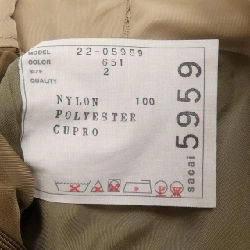 MODEL 22-05959
COLOR 651
SIZE 2
QUALITY
NYLON 100
POLYESTER
CUPRO
sacai 5959